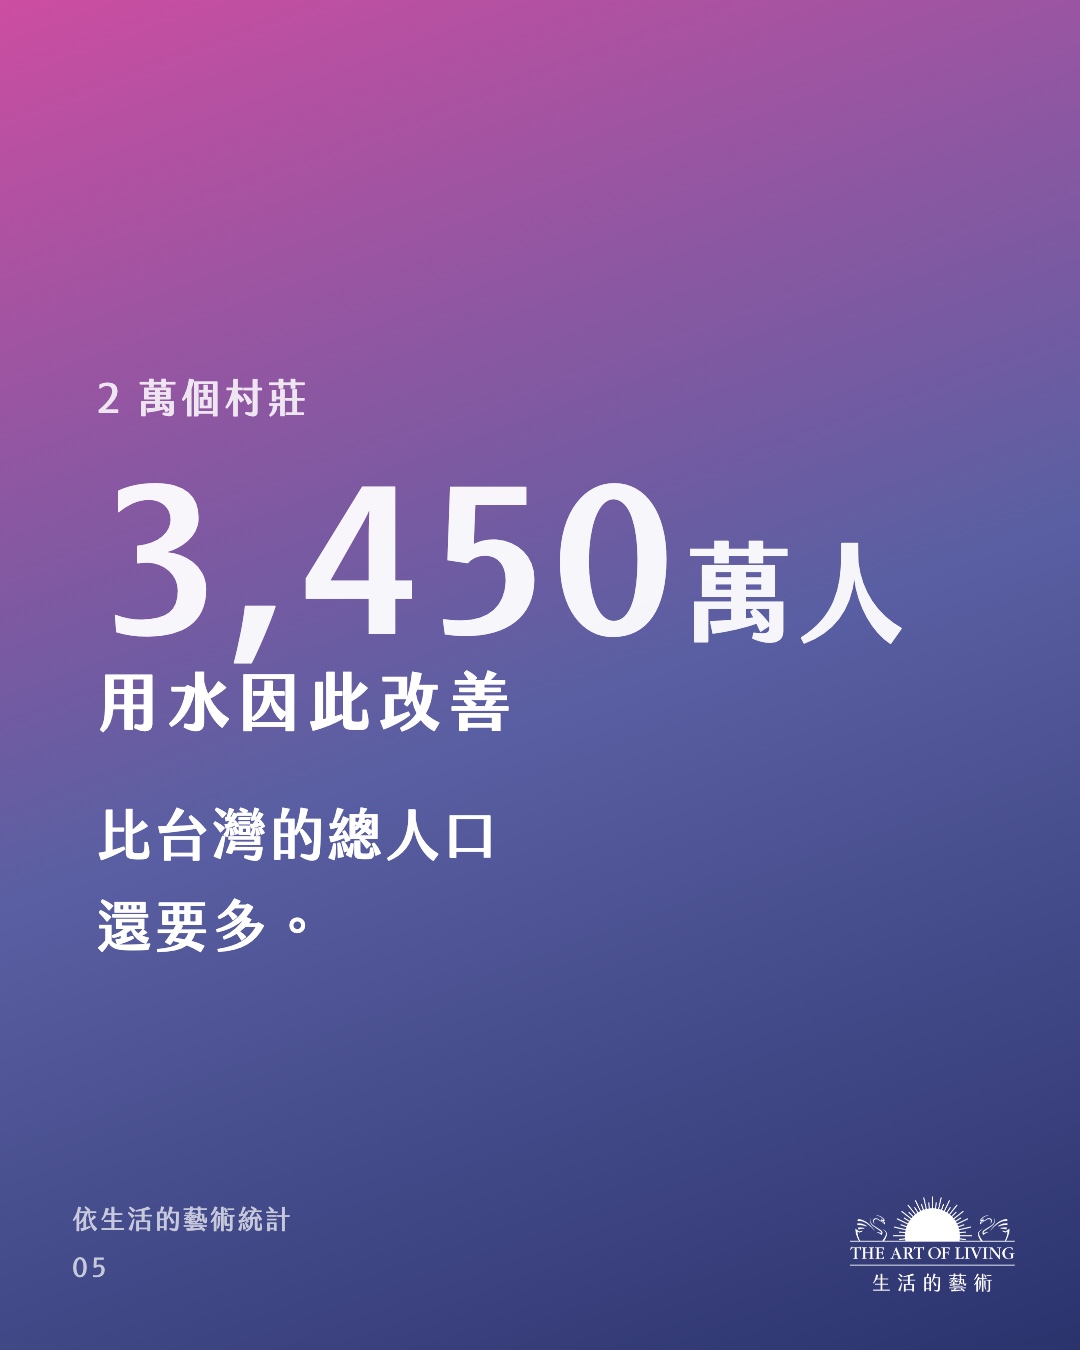 2 萬個村莊
3,450萬人
用水因此改善
比台灣的總人口
還要多。
依生活的藝術統計
05
THE ART OF LIVING
生活的藝術